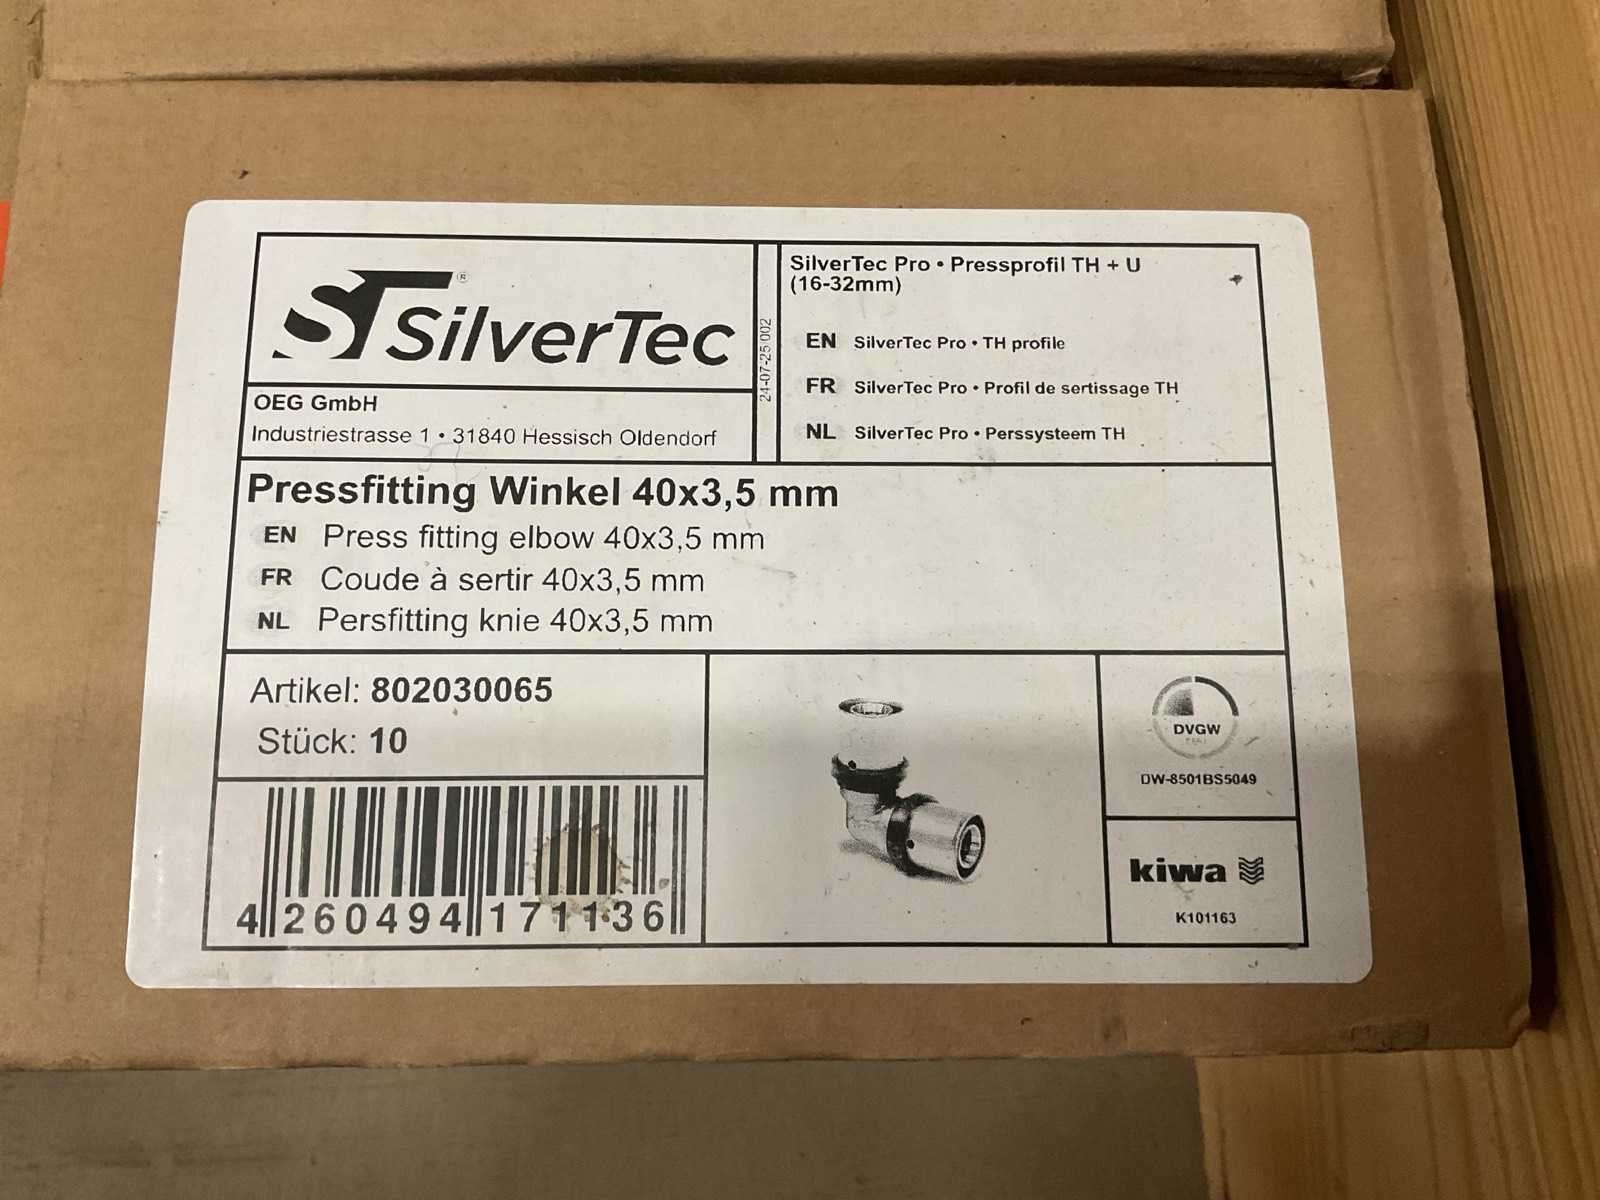 ST® SilverTec
OEG GmbH
Industriestrasse 1 • 31840 Hessisch Oldendorf
24-07-25 002
SilverTec Pro • Pressprofil TH + U
(16-32mm)
EN SilverTec Pro • TH profile
FR SilverTec Pro • Profil de sertissage TH
NL SilverTec Pro • Perssysteem TH
Pressfitting Winkel 40x3,5 mm
EN Press fitting elbow 40x3,5 mm
FR Coude à sertir 40x3,5 mm
NL Persfitting knie 40x3,5 mm
Artikel: 802030065
Stück: 10
4 260494 171136
DVGW
DW-8501BS5049
kiwa
K101163